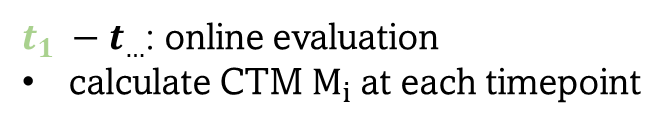 t₁ – t…: online evaluation
• calculate CTM Mᵢ at each timepoint